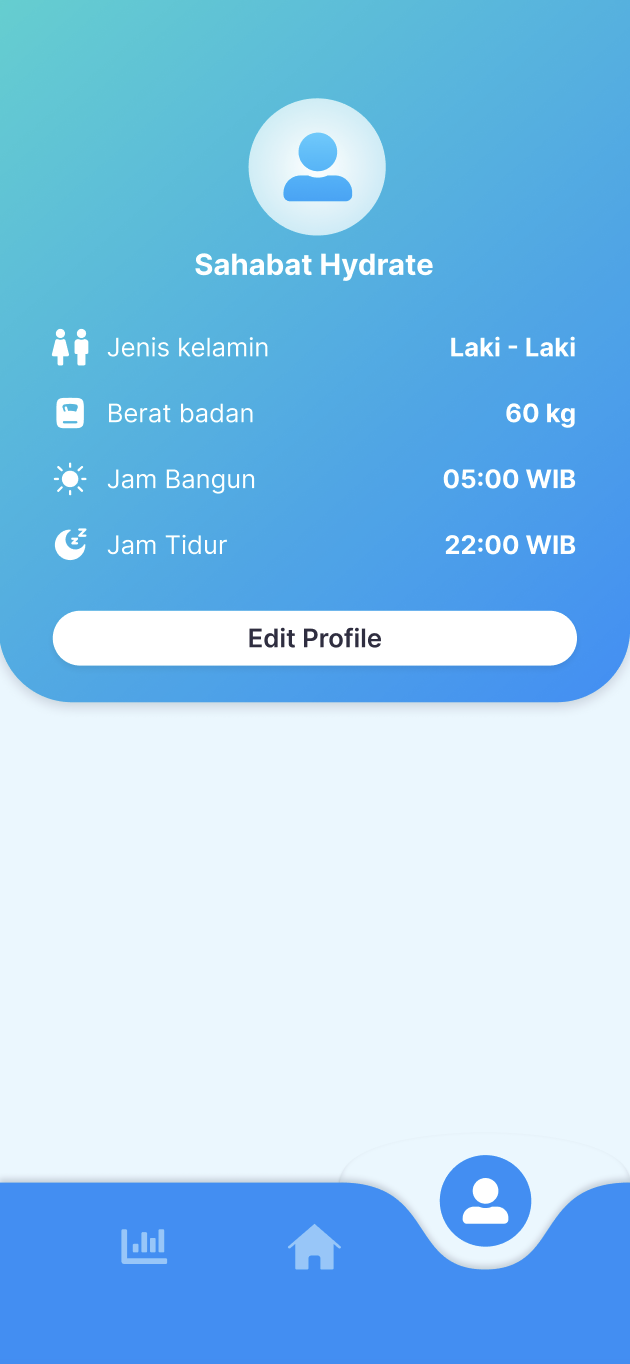 Sahabat Hydrate
Jenis kelamin Laki - Laki
Berat badan 60 kg
Jam Bangun 05:00 WIB
Jam Tidur 22:00 WIB
Edit Profile